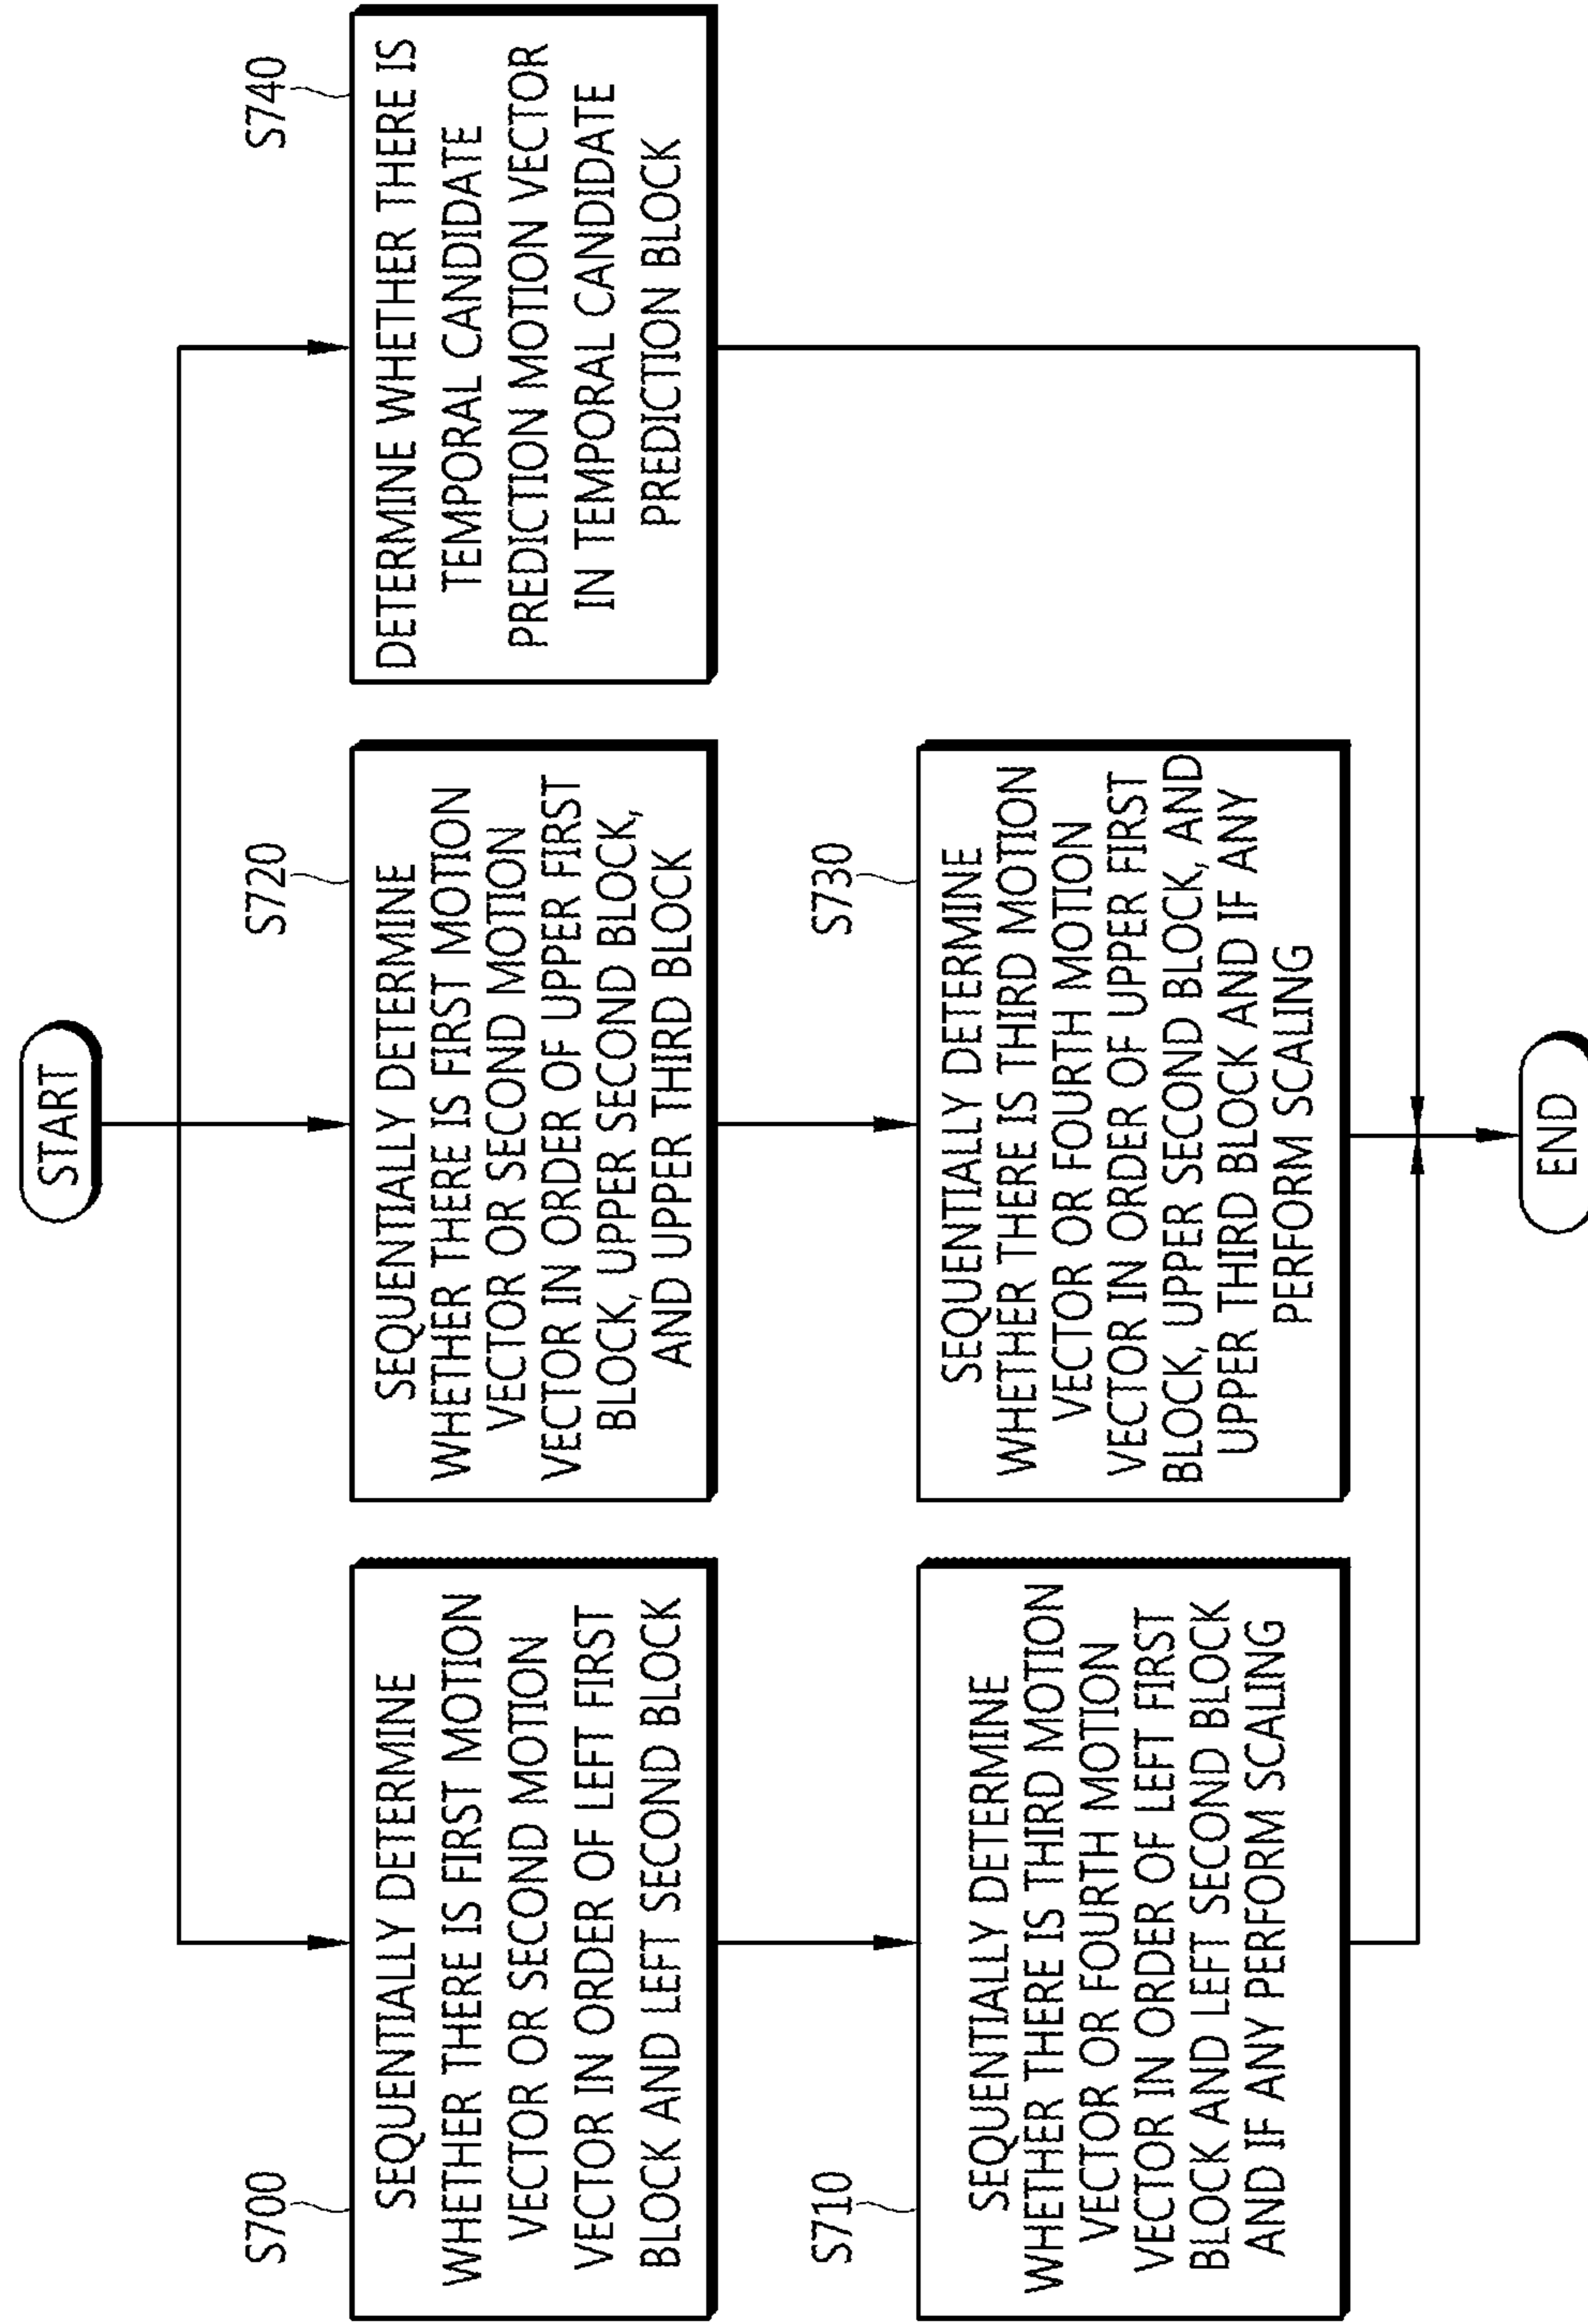 START
S700
SEQUENTIALLY DETERMINE
WHETHER THERE IS FIRST MOTION
VECTOR OR SECOND MOTION
VECTOR IN ORDER OF LEFT FIRST
BLOCK AND LEFT SECOND BLOCK
S720
SEQUENTIALLY DETERMINE
WHETHER THERE IS FIRST MOTION
VECTOR OR SECOND MOTION
VECTOR IN ORDER OF UPPER FIRST
BLOCK, UPPER SECOND BLOCK,
AND UPPER THIRD BLOCK
S740
DETERMINE WHETHER THERE IS
TEMPORAL CANDIDATE
PREDICTION MOTION VECTOR
IN TEMPORAL CANDIDATE
PREDICTION BLOCK
S710
SEQUENTIALLY DETERMINE
WHETHER THERE IS THIRD MOTION
VECTOR OR FOURTH MOTION
VECTOR IN ORDER OF LEFT FIRST
BLOCK AND LEFT SECOND BLOCK
AND IF ANY PERFORM SCALING
S730
SEQUENTIALLY DETERMINE
WHETHER THERE IS THIRD MOTION
VECTOR OR FOURTH MOTION
VECTOR IN ORDER OF UPPER FIRST
BLOCK, UPPER SECOND BLOCK, AND
UPPER THIRD BLOCK AND IF ANY
PERFORM SCALING
END